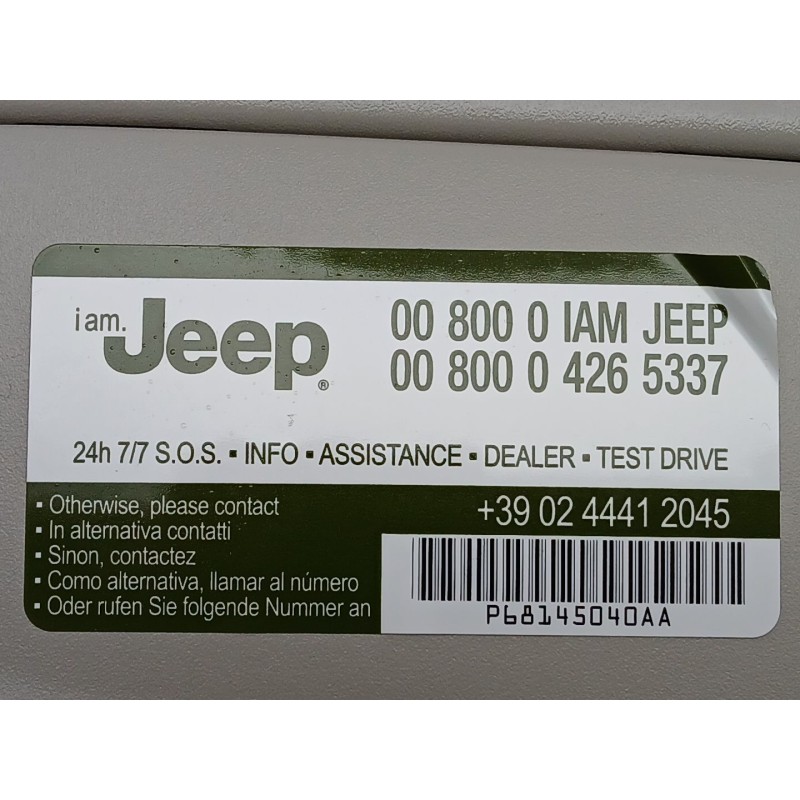 i am. Jeep®
00 800 0 IAM JEEP
00 800 0 426 5337
24h 7/7 S.O.S. ▪ INFO ▪ ASSISTANCE ▪ DEALER ▪ TEST DRIVE
▪ Otherwise, please contact
▪ In alternativa contatti
▪ Sinon, contactez
▪ Como alternativa, llamar al número
▪ Oder rufen Sie folgende Nummer an
+39 02 4441 2045
P68145040AA